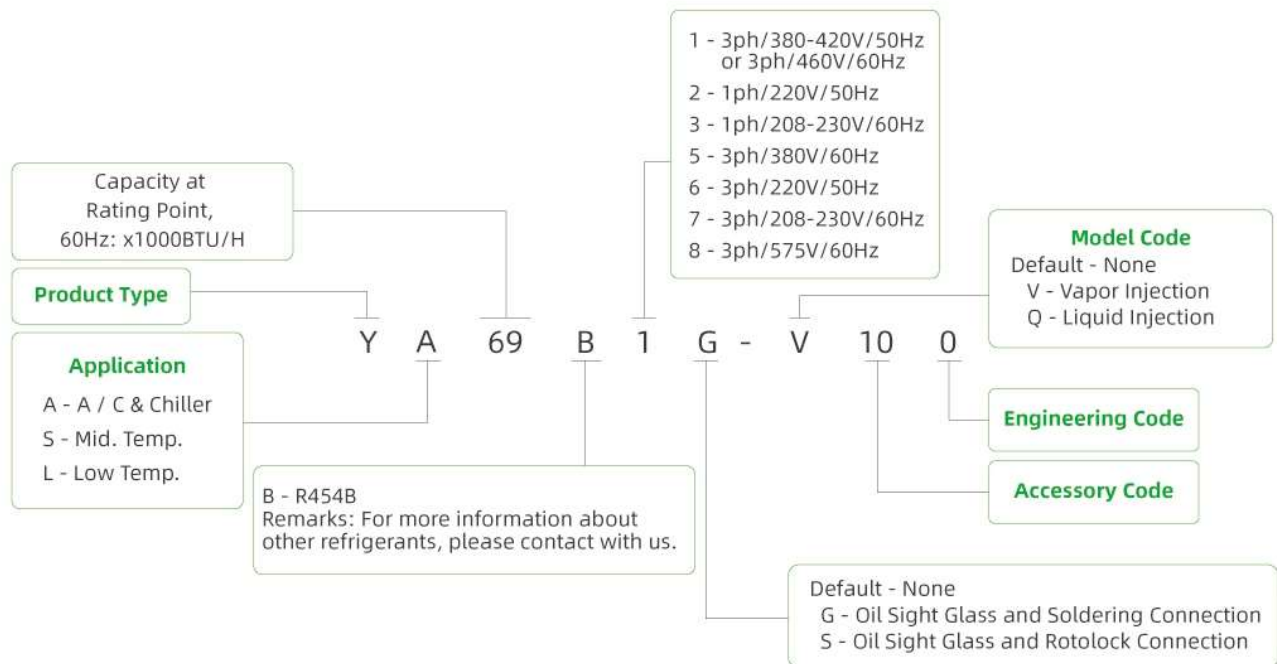 1 - 3ph/380-420V/50Hz
or 3ph/460V/60Hz
2 - 1ph/220V/50Hz
3 - 1ph/208-230V/60Hz
5 - 3ph/380V/60Hz
6 - 3ph/220V/50Hz
7 - 3ph/208-230V/60Hz
8 - 3ph/575V/60Hz
Capacity at
Rating Point,
60Hz: x1000BTU/H
Product Type
Model Code
Default - None
V - Vapor Injection
Q - Liquid Injection
Y A 69 B 1 G - V 10 0
Application
A - A / C & Chiller
S - Mid. Temp.
L - Low Temp.
Engineering Code
Accessory Code
B - R454B
Remarks: For more information about
other refrigerants, please contact with us.
Default - None
G - Oil Sight Glass and Soldering Connection
S - Oil Sight Glass and Rotolock Connection